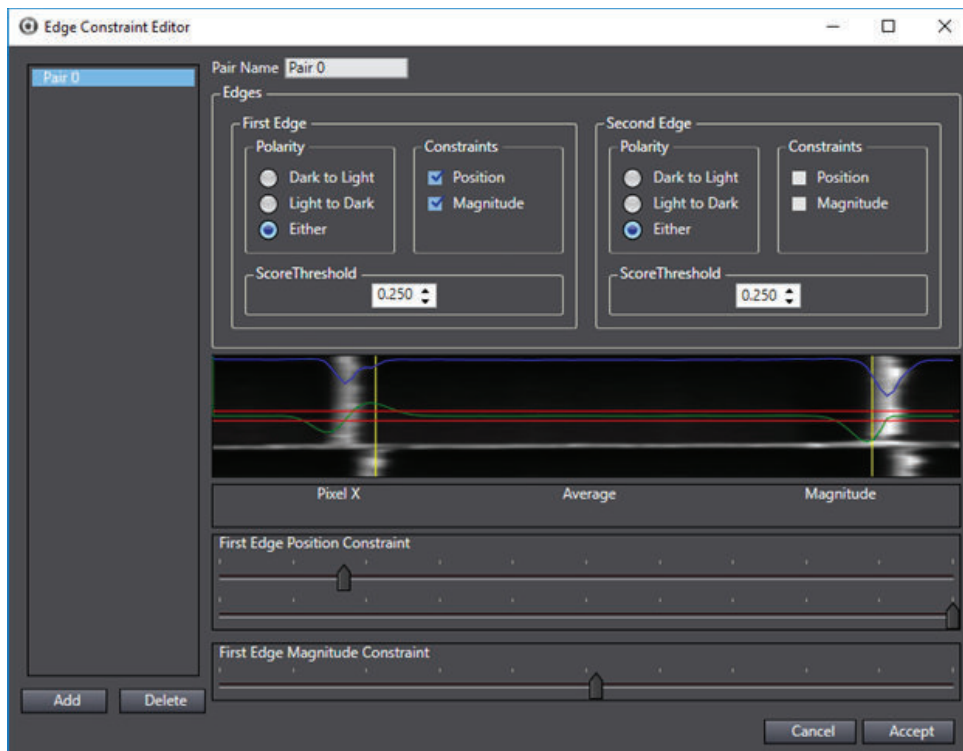 Edge Constraint Editor
Pair 0
Pair Name Pair 0
Edges
First Edge
Polarity
Dark to Light
Light to Dark
Either
Constraints
Position
Magnitude
ScoreThreshold
0.250
Second Edge
Polarity
Dark to Light
Light to Dark
Either
Constraints
Position
Magnitude
ScoreThreshold
0.250
Pixel X Average Magnitude
First Edge Position Constraint
First Edge Magnitude Constraint
Add Delete
Cancel Accept